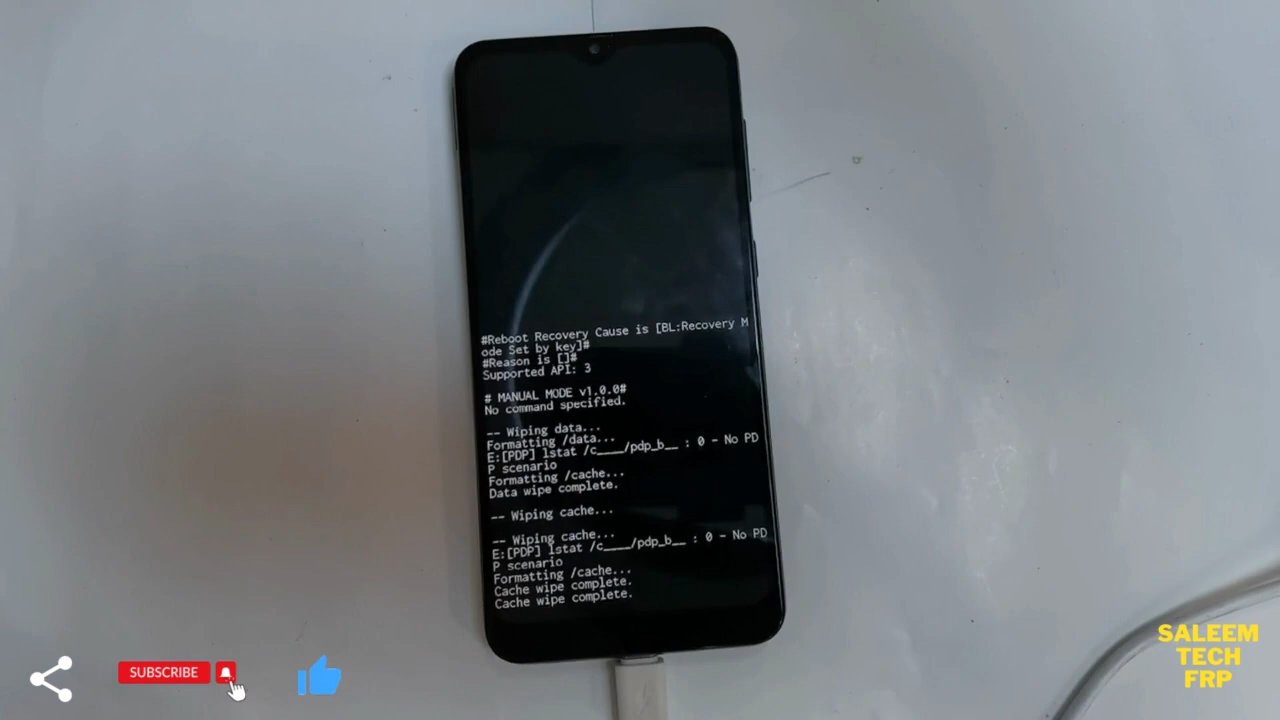 #Reboot Recovery Cause is [BL:Recovery M
ode Set by key]#
#Reason is []#
Supported API: 3
# MANUAL MODE v1.0.0#
No command specified.
-- Wiping data...
Formatting /data...
E:[PDP] lstat /c____/pdp_b__ : 0 - No PD
P scenario
Formatting /cache...
Data wipe complete.
-- Wiping cache...
-- Wiping cache...
E:[PDP] lstat /c____/pdp_b__ : 0 - No PD
P scenario
Formatting /cache...
Cache wipe complete.
Cache wipe complete.
SUBSCRIBE
SALEEM
TECH
FRP